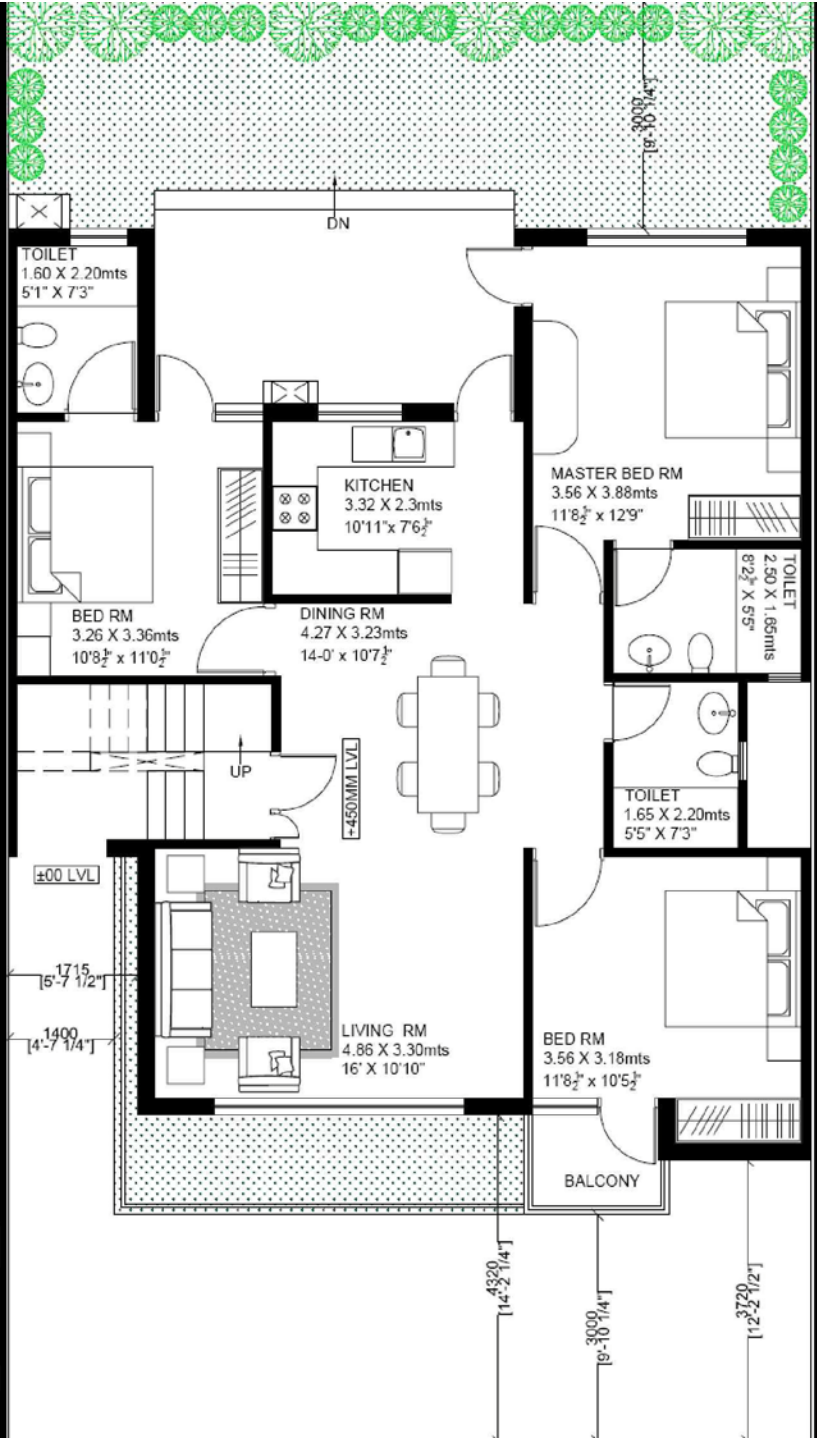 3000
[9'-10 1/4"]
DN
TOILET
1.60 X 2.20mts
5'1" X 7'3"
MASTER BED RM
3.56 X 3.88mts
11'8½" x 12'9"
KITCHEN
3.32 X 2.3mts
10'11"x 7'6½"
TOILET
2.50 X 1.65mts
8'2½" X 5'5"
BED RM
3.26 X 3.36mts
10'8½" x 11'0½"
DINING RM
4.27 X 3.23mts
14-0' x 10'7½"
UP
+450MM LVL
TOILET
1.65 X 2.20mts
5'5" X 7'3"
±00 LVL
1715
[5'-7 1/2"]
1400
[4'-7 1/4"]
LIVING RM
4.86 X 3.30mts
16' X 10'10"
BED RM
3.56 X 3.18mts
11'8½" x 10'5½"
BALCONY
4320
[14'-2 1/4"]
3000
[9'-10 1/4"]
3720
[12'-2 1/2"]